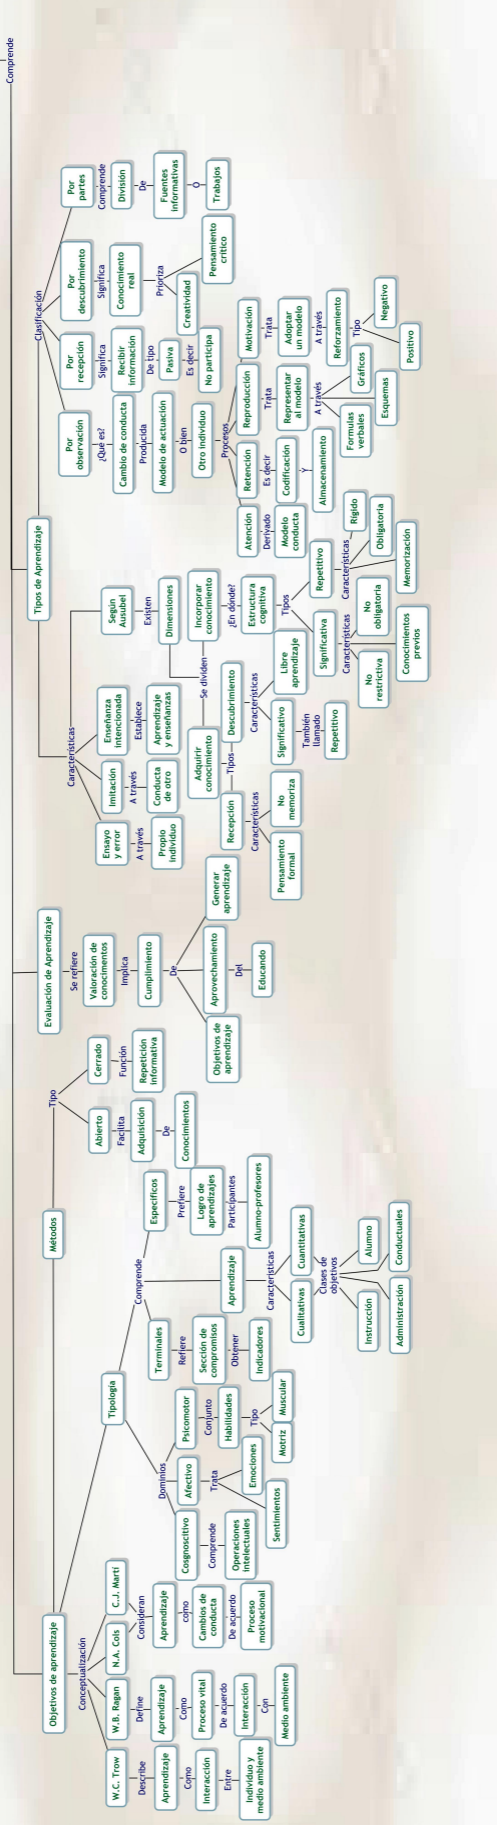 Comprende
Objetivos de aprendizaje
Conceptualización
W.C. Trow
Describe
Aprendizaje
Como
Interacción
Entre
Individuo y
medio ambiente
W.B. Ragan
Define
Aprendizaje
Como
Proceso vital
De acuerdo
Interacción
Con
Medio ambiente
N.A. Cols
C.J. Martí
Consideran
Aprendizaje
como
Cambios de
conducta
De acuerdo
Proceso
motivacional
Tipología
Dominios
Cosgnoscitivo
Comprende
Operaciones
intelectuales
Afectivo
Trata
Sentimientos
Emociones
Psicomotor
Conjunto
Habilidades
Tipo
Motriz
Muscular
Comprende
Terminales
Refiere
Sección de
compromisos
Obtener
Indicadores
Aprendizaje
Características
Cualitativas
Cuantitativas
Clases de
objetivos
Instrucción
Administración
Conductuales
Alumno
Específicos
Prefiere
Logro de
aprendizajes
Participantes
Alumno-profesores
Métodos
Tipo
Abierto
Facilita
Adquisición
De
Conocimientos
Cerrado
Función
Repetición
informativa
Evaluación de Aprendizaje
Se refiere
Valoración de
conocimentos
Implica
Cumplimiento
De
Objetivos de
aprendizaje
Aprovechamiento
Del
Educando
Generar
aprendizaje
Tipos de Aprendizaje
Características
Ensayo
y error
A través
Propio
individuo
Imitación
A través
Conducta
de otro
Enseñanza
intencionada
Establece
Aprendizaje
y enseñanzas
Según
Ausubel
Existen
Dimensiones
Se dividen
Adquirir
conocimiento
Tipos
Recepción
Características
Pensamiento
formal
No
memoriza
Descubrimiento
Características
Significativo
También
llamado
Repetitivo
Libre
aprendizaje
Incorporar
conocimiento
¿En dónde?
Estructura
cognitiva
Tipos
Significativa
Características
No
restrictiva
Conocimientos
previos
No
obligatoria
Repetitivo
Características
Memorización
Obligatoria
Rígido
Clasificación
Por
observación
¿Qué es?
Cambio de conducta
Producida
Modelo de actuación
O bien
Otro individuo
Procesos
Atención
Derivado
Modelo
conducta
Retención
Es decir
Codificación
Y
Almacenamiento
Reproducción
Trata
Representar
al modelo
A través
Formulas
verbales
Esquemas
Gráficos
Motivación
Trata
Adoptar
un modelo
A través
Reforzamiento
Tipo
Positivo
Negativo
Por
recepción
Significa
Recibir
información
De tipo
Pasiva
Es decir
No participa
Por
descubrimiento
Significa
Conocimiento
real
Prioriza
Creatividad
Pensamiento
crítico
Por
partes
Comprende
División
De
Fuentes
informativas
O
Trabajos